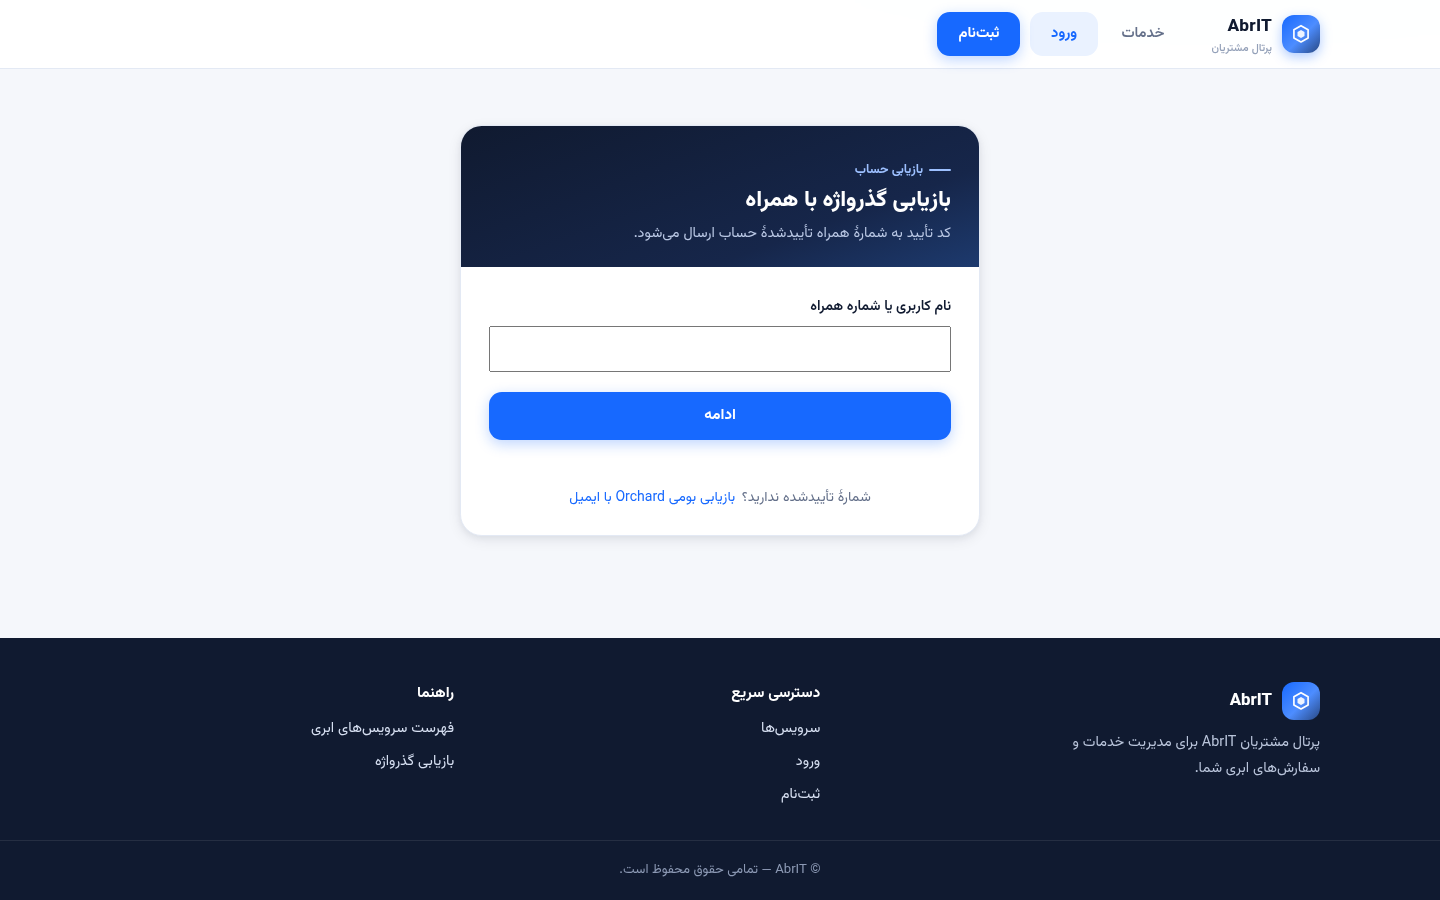 AbrIT
پرتال مشتریان
خدمات
ورود
ثبت‌نام
بازیابی حساب
بازیابی گذرواژه با همراه
کد تأیید به شمارهٔ همراه تأییدشدهٔ حساب ارسال می‌شود.
نام کاربری یا شماره همراه
ادامه
شمارهٔ تأییدشده ندارید؟ بازیابی بومی Orchard با ایمیل
AbrIT
پرتال مشتریان AbrIT برای مدیریت خدمات و
سفارش‌های ابری شما.
دسترسی سریع
سرویس‌ها
ورود
ثبت‌نام
راهنما
فهرست سرویس‌های ابری
بازیابی گذرواژه
© AbrIT — تمامی حقوق محفوظ است.